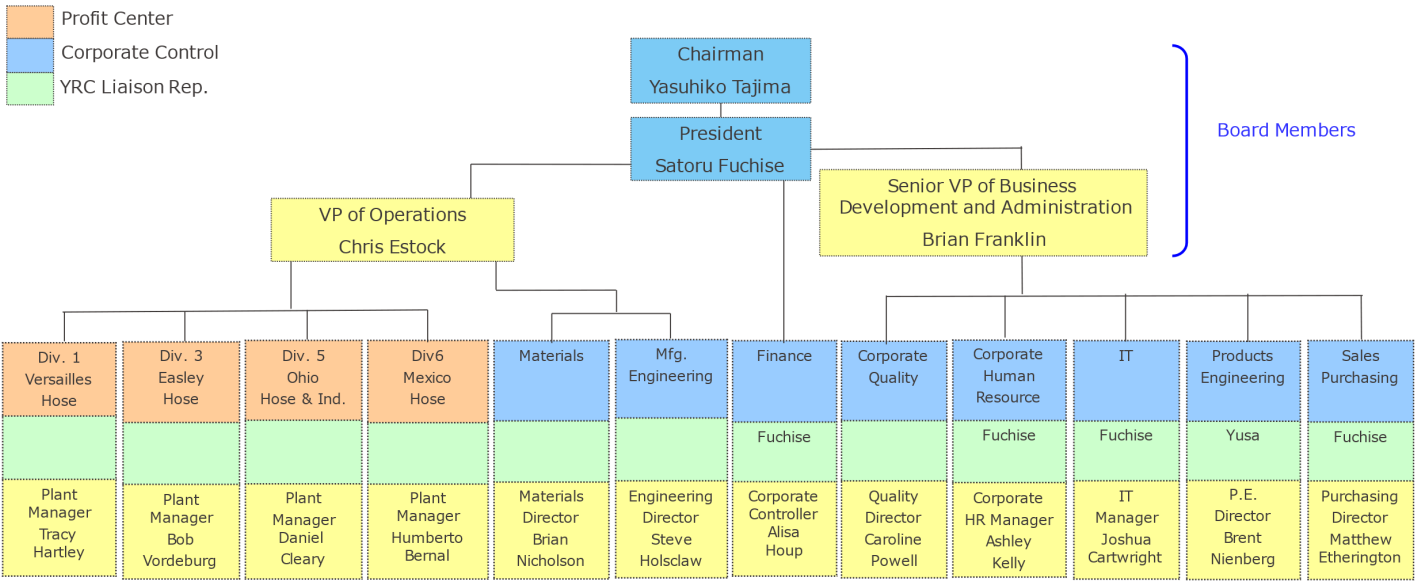 Profit Center
Corporate Control
YRC Liaison Rep.
Chairman
Yasuhiko Tajima
President
Satoru Fuchise
Board Members
Senior VP of Business
Development and Administration
Brian Franklin
VP of Operations
Chris Estock
Div. 1
Versailles
Hose
Plant
Manager
Tracy
Hartley
Div. 3
Easley
Hose
Plant
Manager
Bob
Vordeburg
Div. 5
Ohio
Hose & Ind.
Plant
Manager
Daniel
Cleary
Div6
Mexico
Hose
Plant
Manager
Humberto
Bernal
Materials
Materials
Director
Brian
Nicholson
Mfg.
Engineering
Engineering
Director
Steve
Holsclaw
Finance
Fuchise
Corporate
Controller
Alisa
Houp
Corporate
Quality
Quality
Director
Caroline
Powell
Corporate
Human
Resource
Fuchise
Corporate
HR Manager
Ashley
Kelly
IT
Fuchise
IT
Manager
Joshua
Cartwright
Products
Engineering
Yusa
P.E.
Director
Brent
Nienberg
Sales
Purchasing
Fuchise
Purchasing
Director
Matthew
Etherington